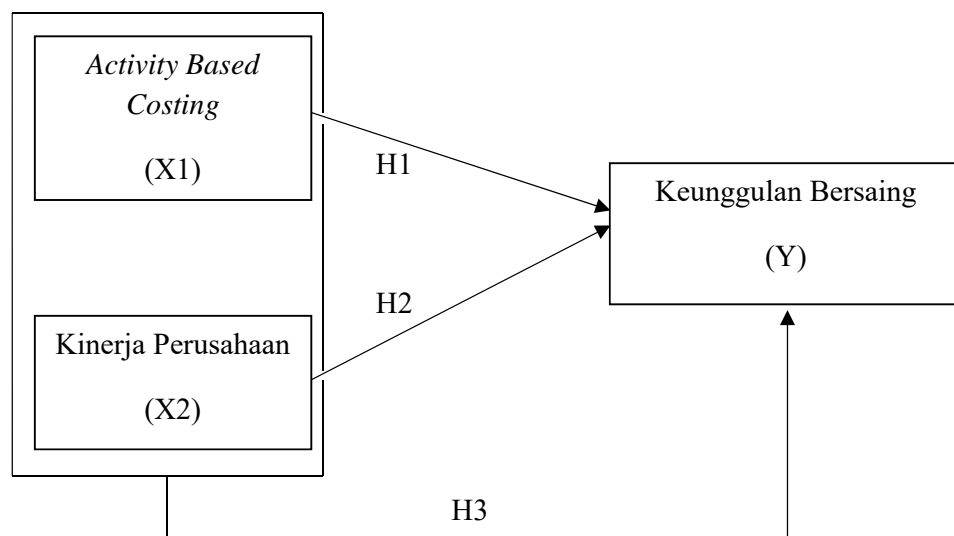 Activity Based
Costing
(X1)
H1
Keunggulan Bersaing
(Y)
H2
Kinerja Perusahaan
(X2)
H3